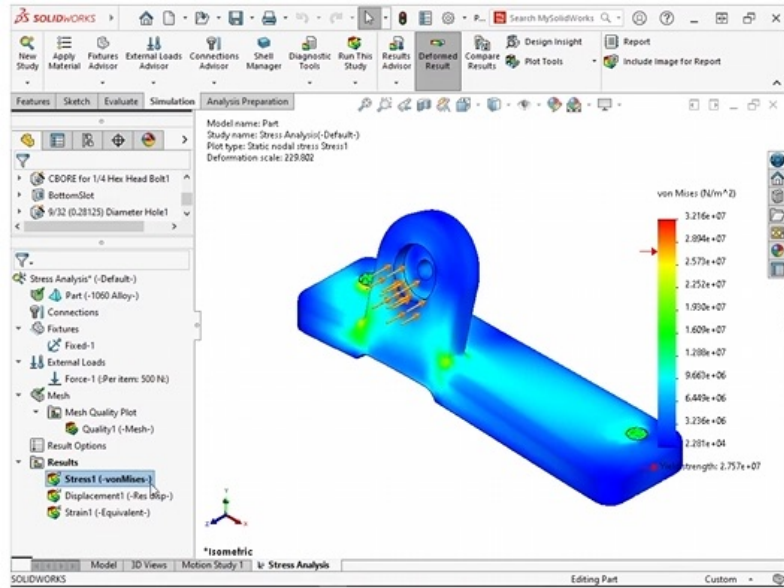 SOLIDWORKS
P...
Search MySolidWorks
New Study
Apply Material
Fixtures Advisor
External Loads Advisor
Connections Advisor
Shell Manager
Diagnostic Tools
Run This Study
Results Advisor
Deformed Result
Compare Results
Design Insight
Plot Tools
Report
Include Image for Report
Features Sketch Evaluate Simulation Analysis Preparation
Model name: Part
Study name: Stress Analysis(-Default-)
Plot type: Static nodal stress Stress1
Deformation scale: 229.802
CBORE for 1/4 Hex Head Bolt1
BottomSlot
9/32 (0.28125) Diameter Hole1
Stress Analysis* (-Default-)
Part (-1060 Alloy-)
Connections
Fixtures
Fixed-1
External Loads
Force-1 (:Per item: 500 N:)
Mesh
Mesh Quality Plot
Quality1 (-Mesh-)
Result Options
Results
Stress1 (-vonMises-)
Displacement1 (-Res disp-)
Strain1 (-Equivalent-)
von Mises (N/m^2)
3.216e+07
2.894e+07
2.573e+07
2.252e+07
1.930e+07
1.609e+07
1.288e+07
9.663e+06
6.449e+06
3.236e+06
2.281e+04
strength: 2.757e+07
Y
Z
X
*Isometric
Model 3D Views Motion Study 1 Stress Analysis
SOLIDWORKS
Editing Part
Custom